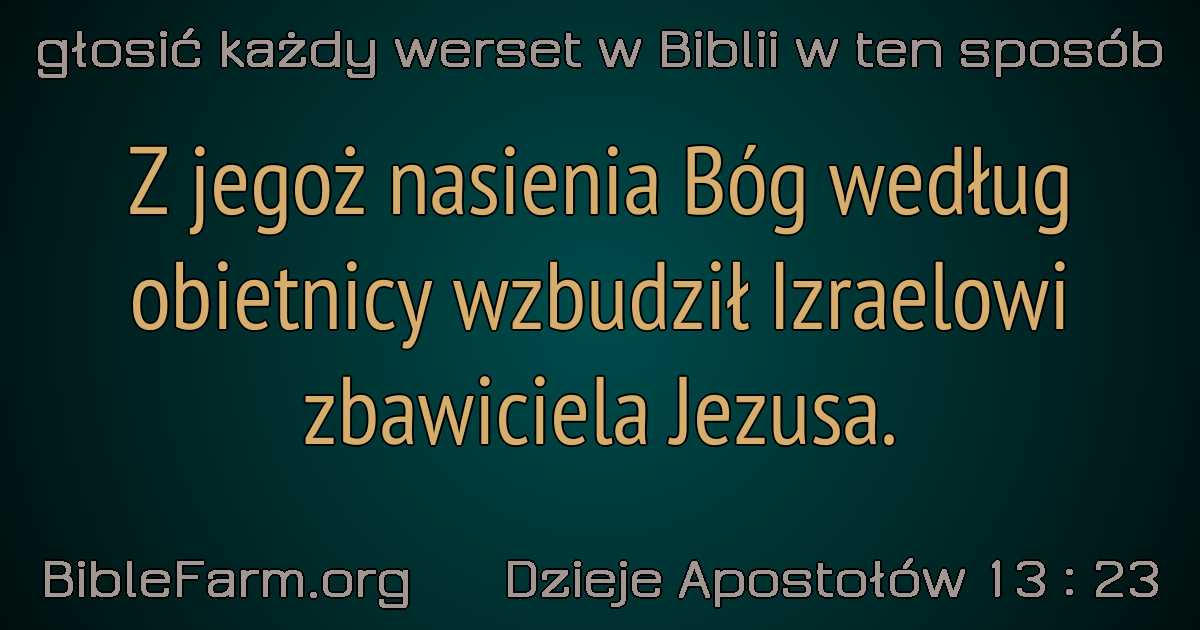 głosić każdy werset w Biblii w ten sposób
Z jegoż nasienia Bóg według
obietnicy wzbudził Izraelowi
zbawiciela Jezusa.
BibleFarm.org Dzieje Apostołów 13 : 23